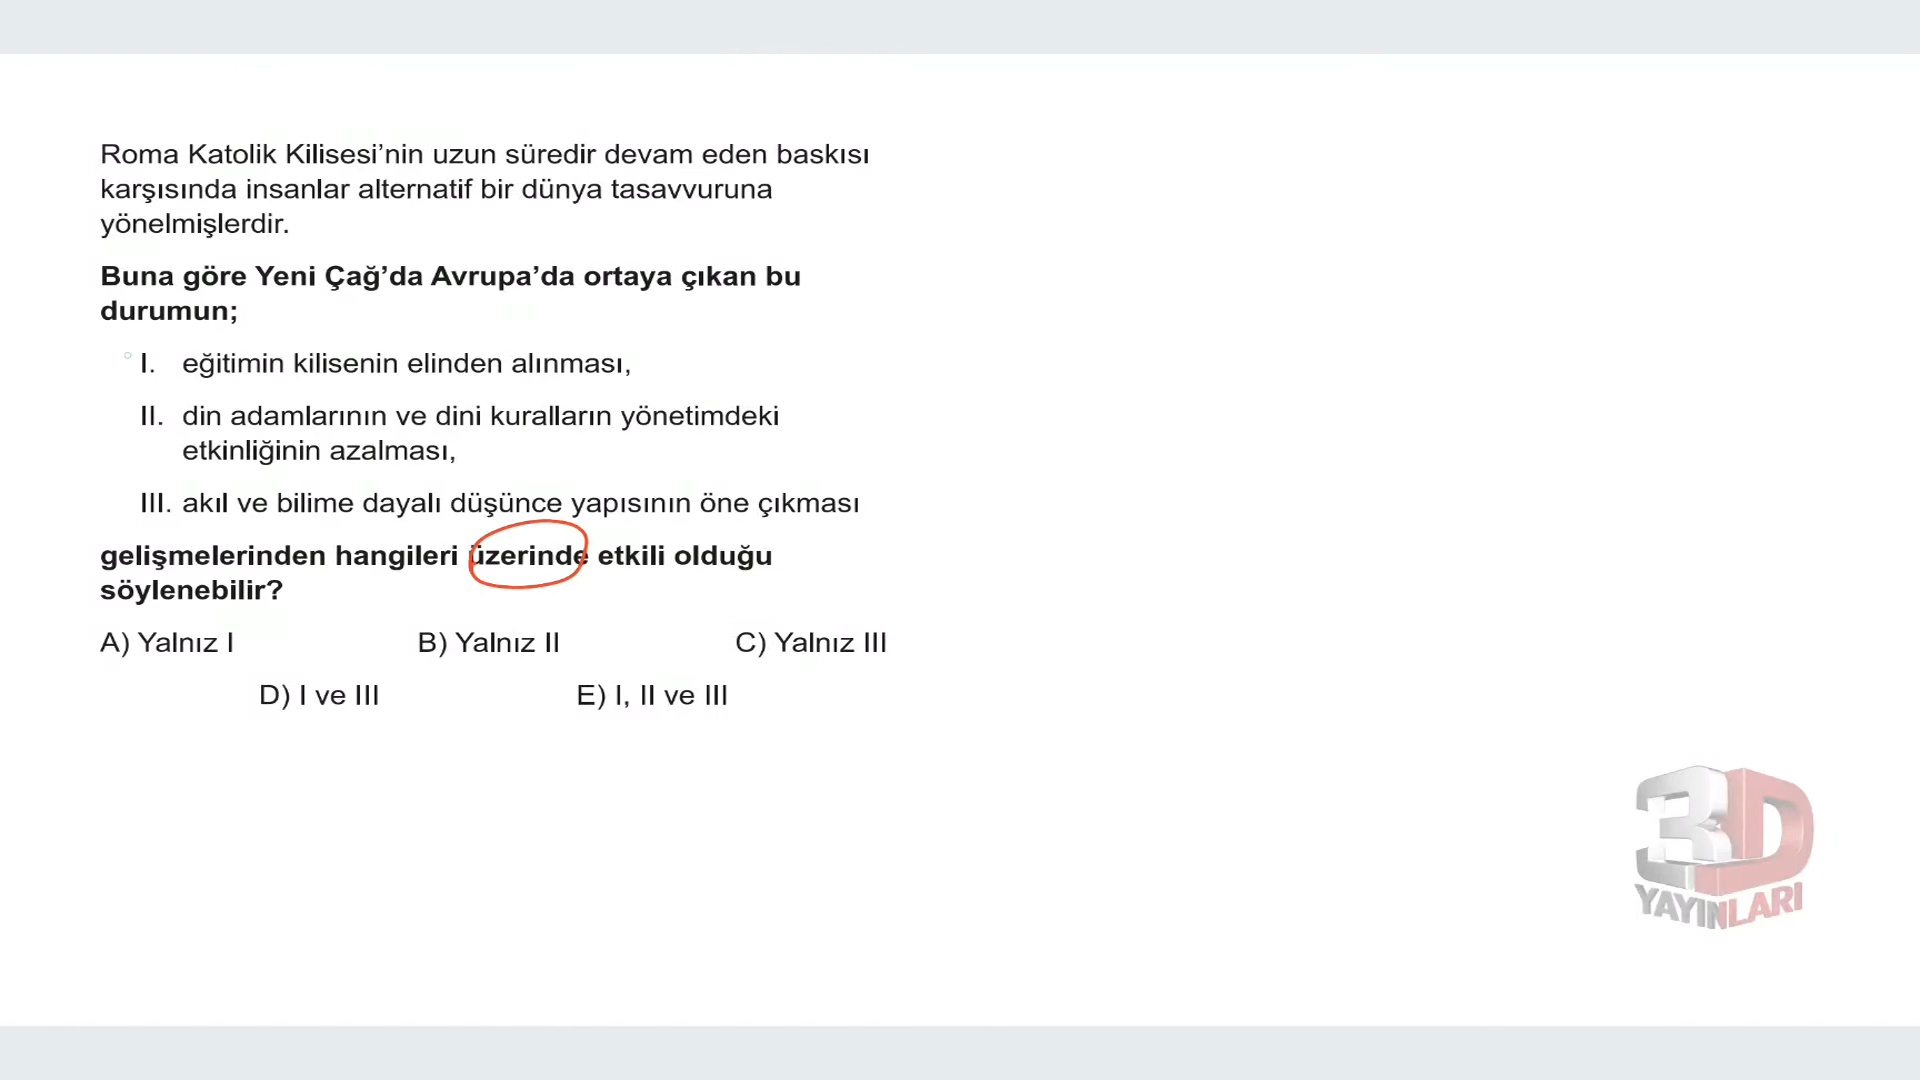 Roma Katolik Kilisesi’nin uzun süredir devam eden baskısı
karşısında insanlar alternatif bir dünya tasavvuruna
yönelmişlerdir.
Buna göre Yeni Çağ’da Avrupa’da ortaya çıkan bu
durumun;
I. eğitimin kilisenin elinden alınması,
II. din adamlarının ve dini kuralların yönetimdeki
etkinliğinin azalması,
III. akıl ve bilime dayalı düşünce yapısının öne çıkması
gelişmelerinden hangileri üzerinde etkili olduğu
söylenebilir?
A) Yalnız I B) Yalnız II C) Yalnız III
D) I ve III E) I, II ve III
3D
YAYINLARI